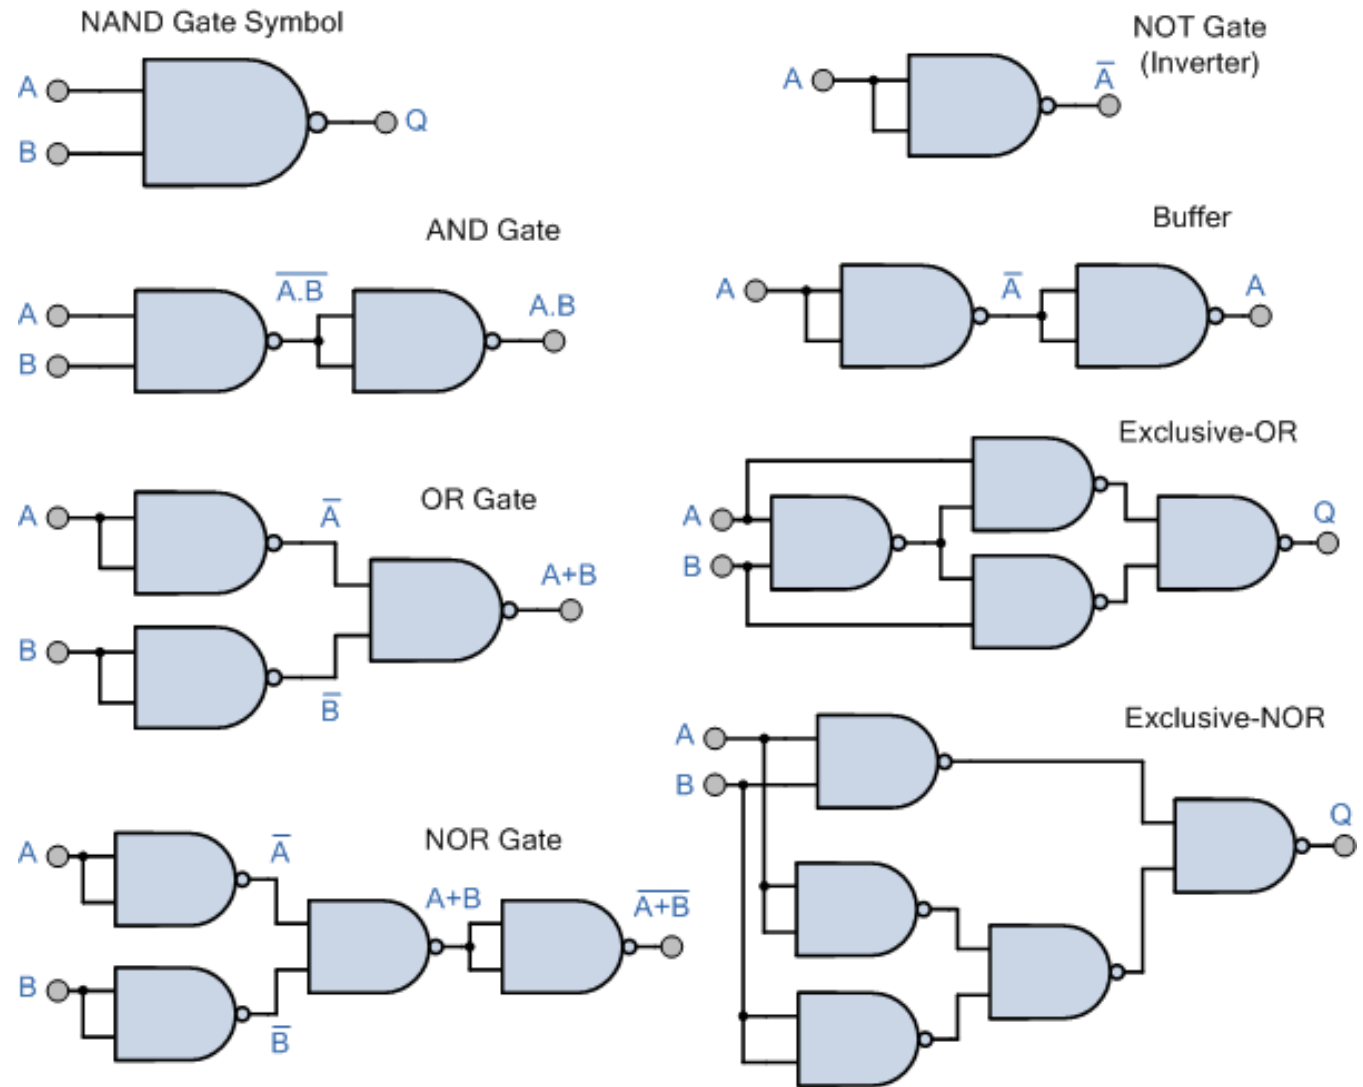 NAND Gate Symbol
A
B
Q
NOT Gate
(Inverter)
A
A̅
AND Gate
A
B
A̅.̅B̅
A.B
Buffer
A
A̅
A
OR Gate
A
A̅
B
B̅
A+B
Exclusive-OR
A
B
Q
NOR Gate
A
A̅
B
B̅
A+B
A̅+̅B̅
Exclusive-NOR
A
B
Q